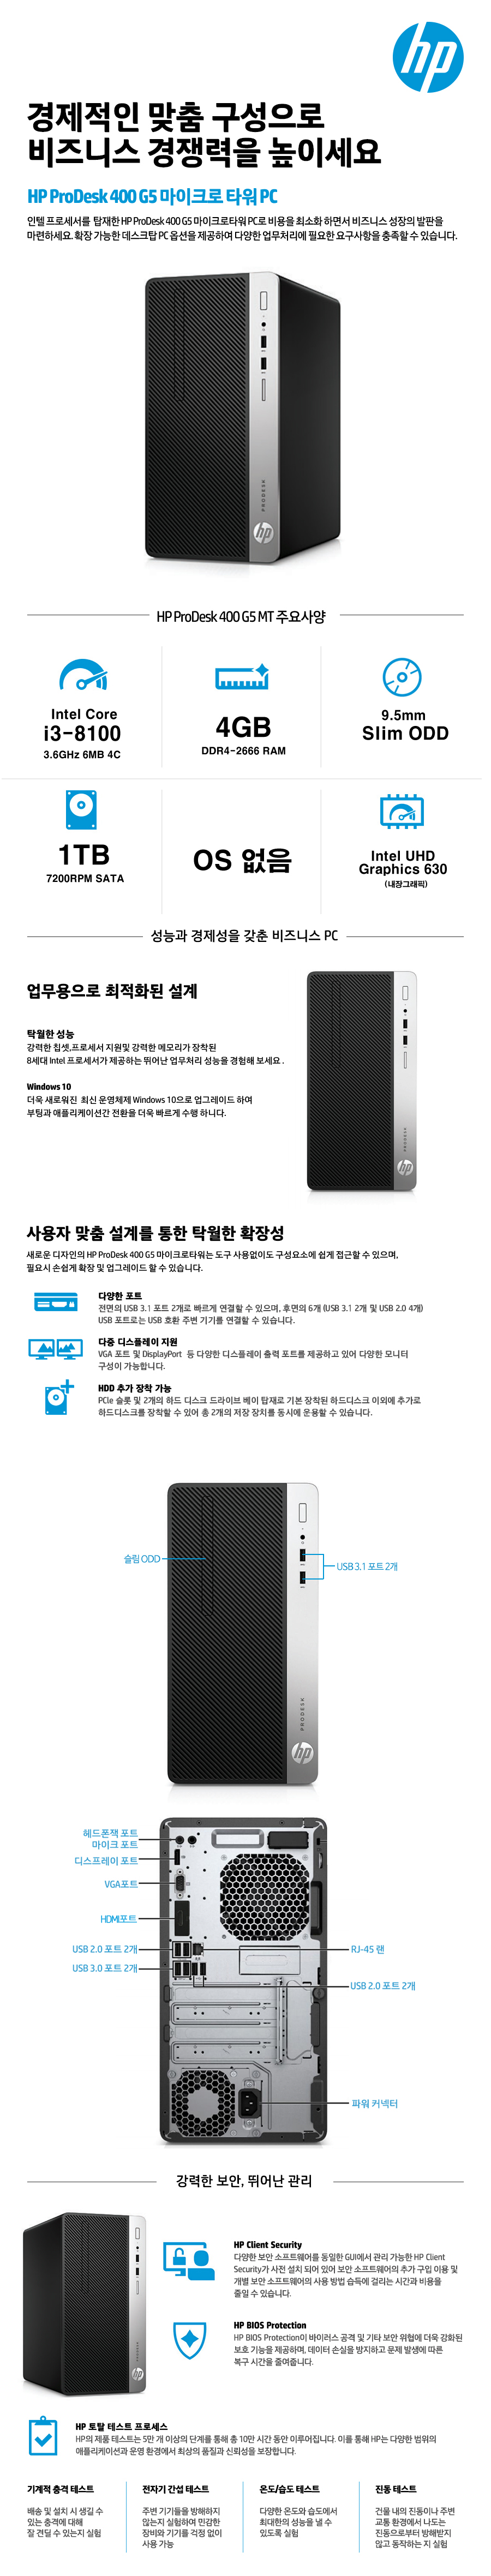 hp
경제적인 맞춤 구성으로
비즈니스 경쟁력을 높이세요
HP ProDesk 400 G5 마이크로 타워 PC
인텔 프로세서를 탑재한 HP ProDesk 400 G5 마이크로타워 PC로 비용을 최소화 하면서 비즈니스 성장의 발판을
마련하세요. 확장 가능한 데스크탑 PC 옵션을 제공하여 다양한 업무처리에 필요한 요구사항을 충족할 수 있습니다.
PRODESK
hp
HP ProDesk 400 G5 MT 주요사양
Intel Core
i3-8100
3.6GHz 6MB 4C
4GB
DDR4-2666 RAM
9.5mm
Slim ODD
1TB
7200RPM SATA
OS 없음
Intel UHD
Graphics 630
(내장그래픽)
성능과 경제성을 갖춘 비즈니스 PC
업무용으로 최적화된 설계
탁월한 성능
강력한 칩셋,프로세서 지원및 강력한 메모리가 장착된
8세대 Intel 프로세서가 제공하는 뛰어난 업무처리 성능을 경험해 보세요 .
Windows 10
더욱 새로워진 최신 운영체제 Windows 10으로 업그레이드 하여
부팅과 애플리케이션간 전환을 더욱 빠르게 수행 하니다.
PRODESK
hp
사용자 맞춤 설계를 통한 탁월한 확장성
새로운 디자인의 HP ProDesk 400 G5 마이크로타워는 도구 사용없이도 구성요소에 쉽게 접근할 수 있으며,
필요시 손쉽게 확장 및 업그레이드 할 수 있습니다.
다양한 포트
전면의 USB 3.1 포트 2개로 빠르게 연결할 수 있으며, 후면의 6개 (USB 3.1 2개 및 USB 2.0 4개)
USB 포트로는 USB 호환 주변 기기를 연결할 수 있습니다.
다중 디스플레이 지원
VGA 포트 및 DisplayPort 등 다양한 디스플레이 출력 포트를 제공하고 있어 다양한 모니터
구성이 가능합니다.
HDD 추가 장착 가능
PCIe 슬롯 및 2개의 하드 디스크 드라이브 베이 탑재로 기본 장착된 하드디스크 이외에 추가로
하드디스크를 장착할 수 있어 총 2개의 저장 장치를 동시에 운용할 수 있습니다.
슬림 ODD
USB 3.1 포트 2개
PRODESK
hp
헤드폰잭 포트
마이크 포트
디스프레이 포트
VGA포트
HDMI포트
USB 2.0 포트 2개
USB 3.0 포트 2개
RJ-45 랜
USB 2.0 포트 2개
파워 커넥터
강력한 보안, 뛰어난 관리
PRODESK
hp
HP Client Security
다양한 보안 소프트웨어를 동일한 GUI에서 관리 가능한 HP Client
Security가 사전 설치 되어 있어 보안 소프트웨어의 추가 구입 이용 및
개별 보안 소프트웨어의 사용 방법 습득에 걸리는 시간과 비용을
줄일 수 있습니다.
HP BIOS Protection
HP BIOS Protection이 바이러스 공격 및 기타 보안 위협에 더욱 강화된
보호 기능을 제공하며, 데이터 손실을 방지하고 문제 발생에 따른
복구 시간을 줄여줍니다.
HP 토탈 테스트 프로세스
HP의 제품 테스트는 5만 개 이상의 단계를 통해 총 10만 시간 동안 이루어집니다. 이를 통해 HP는 다양한 범위의
애플리케이션과 운영 환경에서 최상의 품질과 신뢰성을 보장합니다.
기계적 충격 테스트
배송 및 설치 시 생길 수
있는 충격에 대해
잘 견딜 수 있는지 실험
전자기 간섭 테스트
주변 기기들을 방해하지
않는지 실험하여 민감한
장비와 기기를 걱정 없이
사용 가능
온도/습도 테스트
다양한 온도와 습도에서
최대한의 성능을 낼 수
있도록 실험
진동 테스트
건물 내의 진동이나 주변
교통 환경에서 나도는
진동으로부터 방해받지
않고 동작하는 지 실험